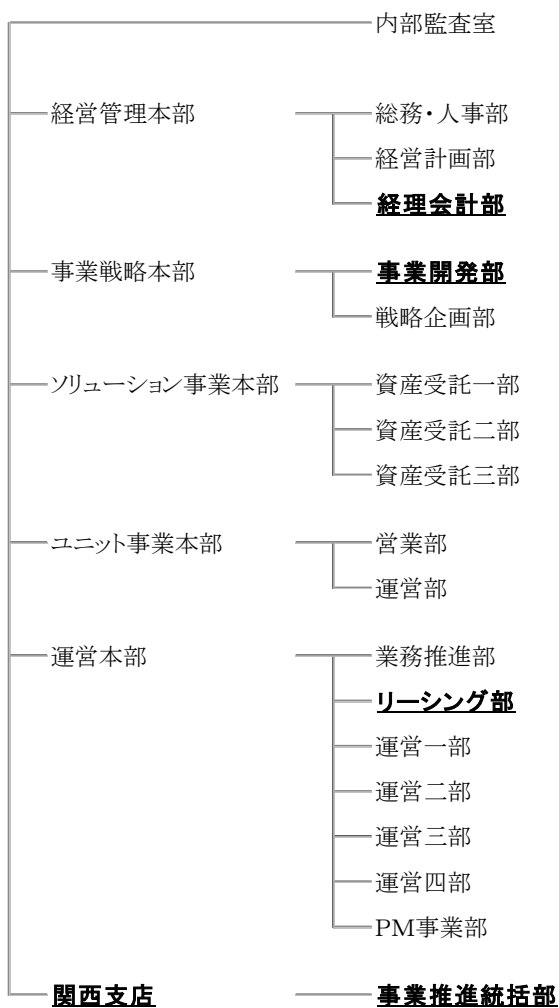 内部監査室
経営管理本部 総務・人事部
経営計画部
経理会計部
事業戦略本部 事業開発部
戦略企画部
ソリューション事業本部 資産受託一部
資産受託二部
資産受託三部
ユニット事業本部 営業部
運営部
運営本部 業務推進部
リーシング部
運営一部
運営二部
運営三部
運営四部
PM事業部
関西支店 事業推進統括部